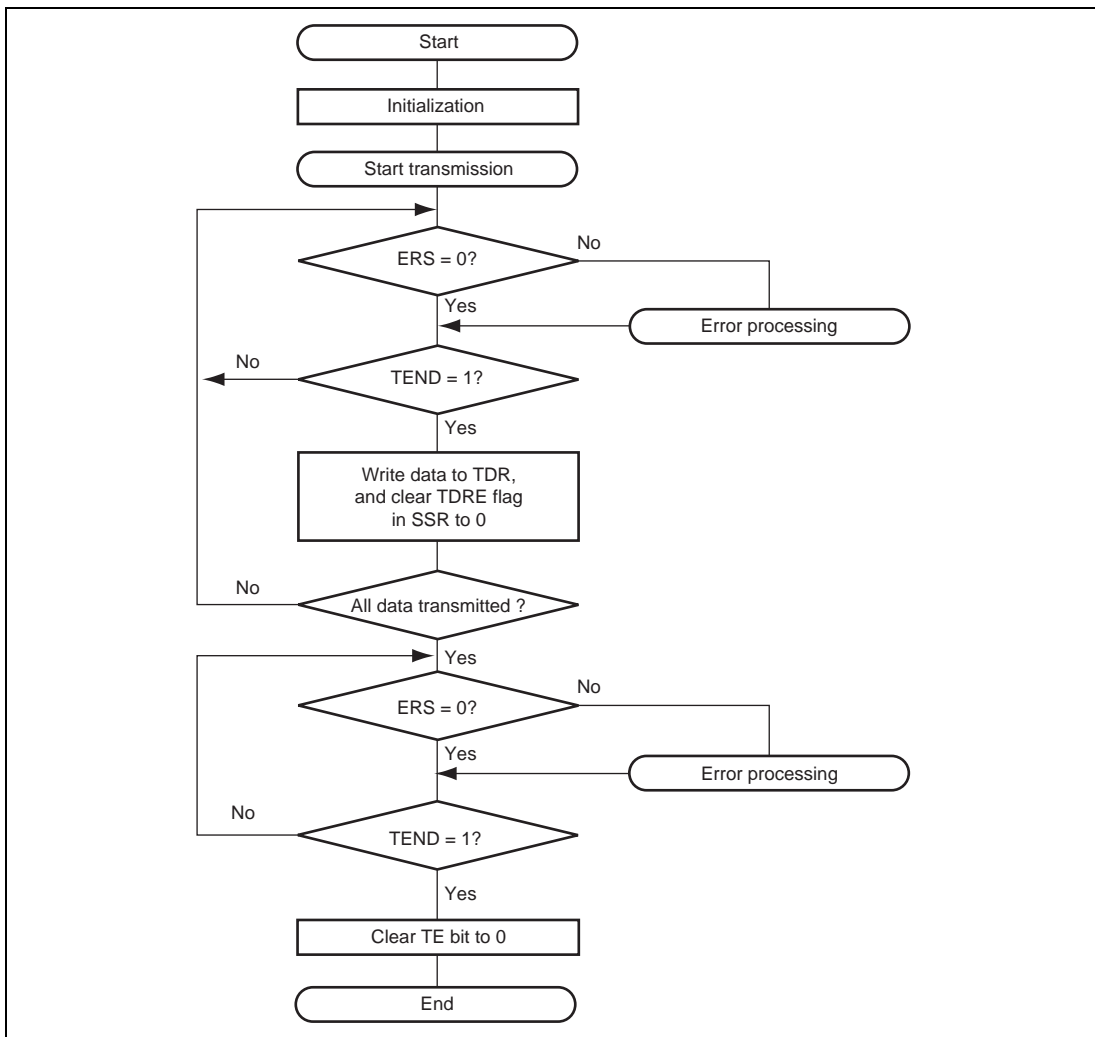 Start
Initialization
Start transmission
ERS = 0?
No
Yes
Error processing
No
TEND = 1?
Yes
Write data to TDR,
and clear TDRE flag
in SSR to 0
No
All data transmitted ?
Yes
ERS = 0?
No
Yes
Error processing
No
TEND = 1?
Yes
Clear TE bit to 0
End